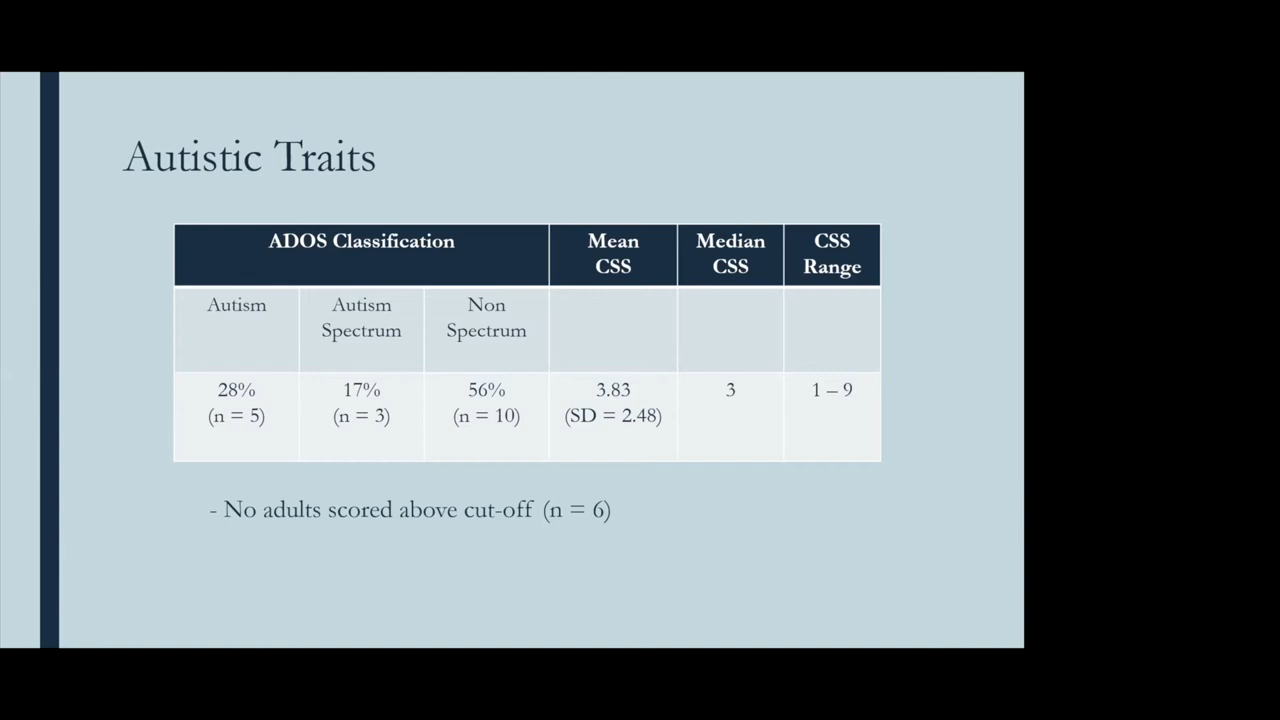 Autistic Traits
ADOS Classification
Mean
CSS
Median
CSS
CSS
Range
Autism
Autism
Spectrum
Non
Spectrum
28%
(n = 5)
17%
(n = 3)
56%
(n = 10)
3.83
(SD = 2.48)
3
1 – 9
- No adults scored above cut-off (n = 6)